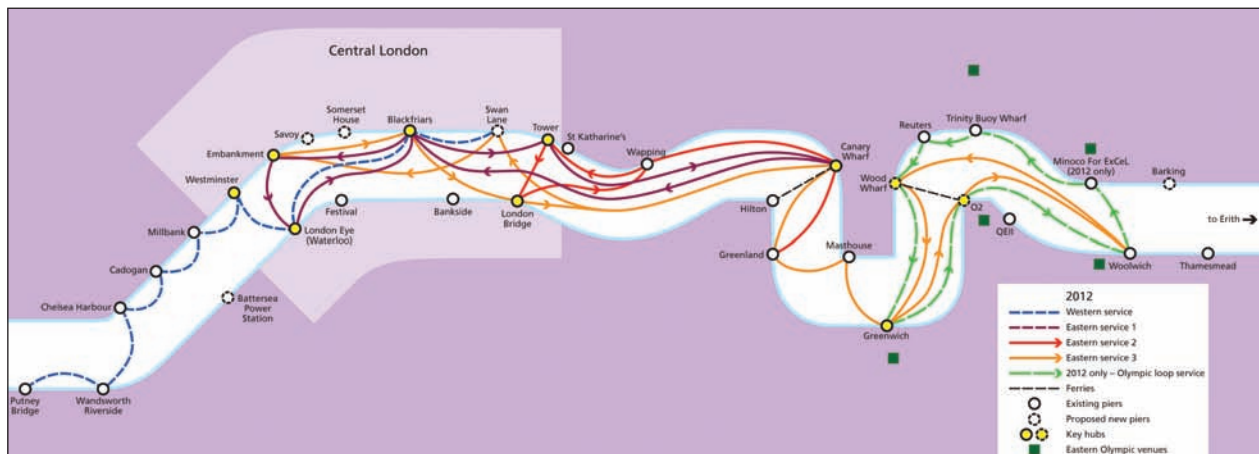 Central London
Somerset
House
Savoy
Blackfriars
Swan
Lane
Tower
St Katharine's
Wapping
Embankment
Westminster
Millbank
Cadogan
Chelsea Harbour
Putney
Bridge
Wandsworth
Riverside
Battersea
Power
Station
London Eye
(Waterloo)
Festival
Bankside
London
Bridge
Canary
Wharf
Hilton
Greenland
Masthouse
Greenwich
Wood
Wharf
Reuters
Trinity Buoy Wharf
O2
QEII
Minoco For ExCeL
(2012 only)
Barking
to Erith
Woolwich
Thamesmead
2012
Western service
Eastern service 1
Eastern service 2
Eastern service 3
2012 only – Olympic loop service
Ferries
Existing piers
Proposed new piers
Key hubs
Eastern Olympic venues